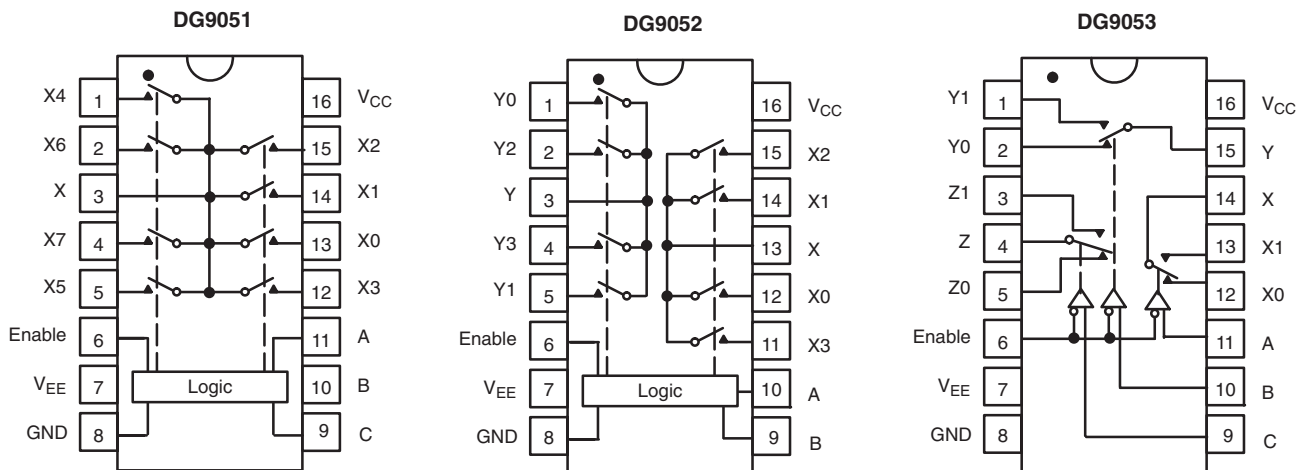 DG9051
X4 1 16 VCC
X6 2 15 X2
X 3 14 X1
X7 4 13 X0
X5 5 12 X3
Enable 6 11 A
VEE 7 Logic 10 B
GND 8 9 C
DG9052
Y0 1 16 VCC
Y2 2 15 X2
Y 3 14 X1
Y3 4 13 X
Y1 5 12 X0
Enable 6 11 X3
VEE 7 Logic 10 A
GND 8 9 B
DG9053
Y1 1 16 VCC
Y0 2 15 Y
Z1 3 14 X
Z 4 13 X1
Z0 5 12 X0
Enable 6 11 A
VEE 7 10 B
GND 8 9 C